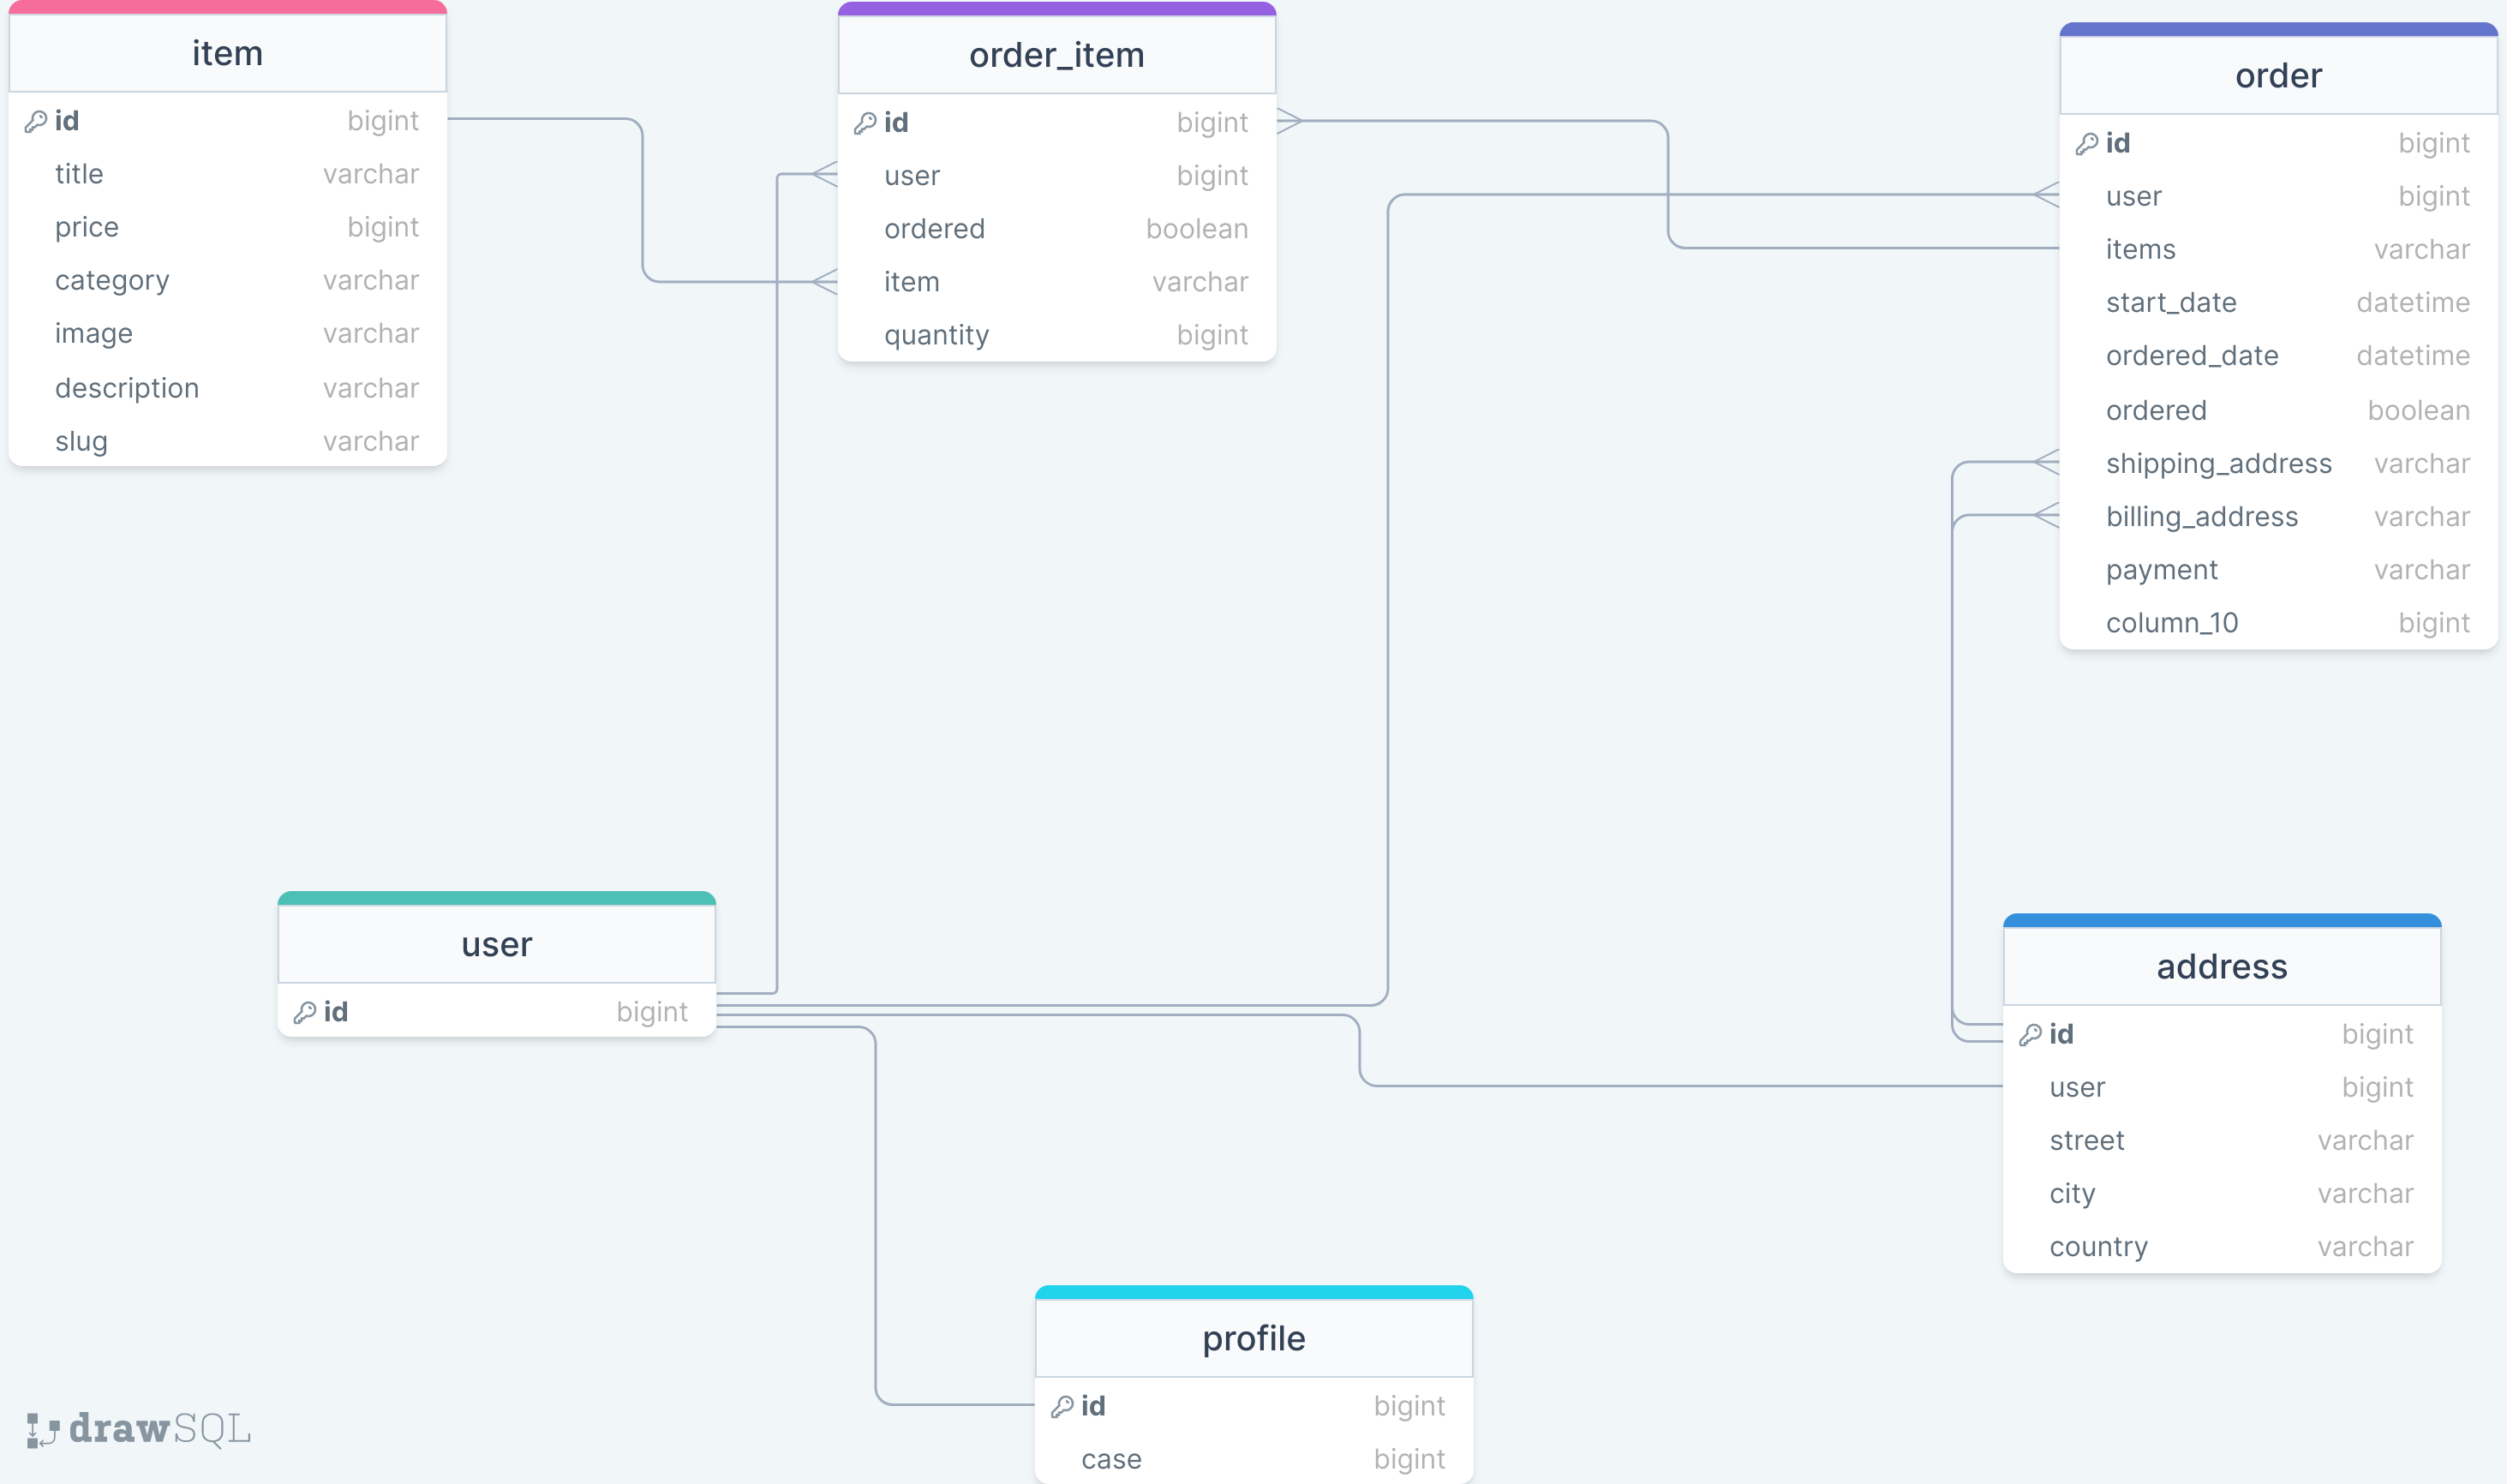 item
id bigint
title varchar
price bigint
category varchar
image varchar
description varchar
slug varchar
order_item
id bigint
user bigint
ordered boolean
item varchar
quantity bigint
order
id bigint
user bigint
items varchar
start_date datetime
ordered_date datetime
ordered boolean
shipping_address varchar
billing_address varchar
payment varchar
column_10 bigint
user
id bigint
address
id bigint
user bigint
street varchar
city varchar
country varchar
profile
id bigint
case bigint
drawSQL